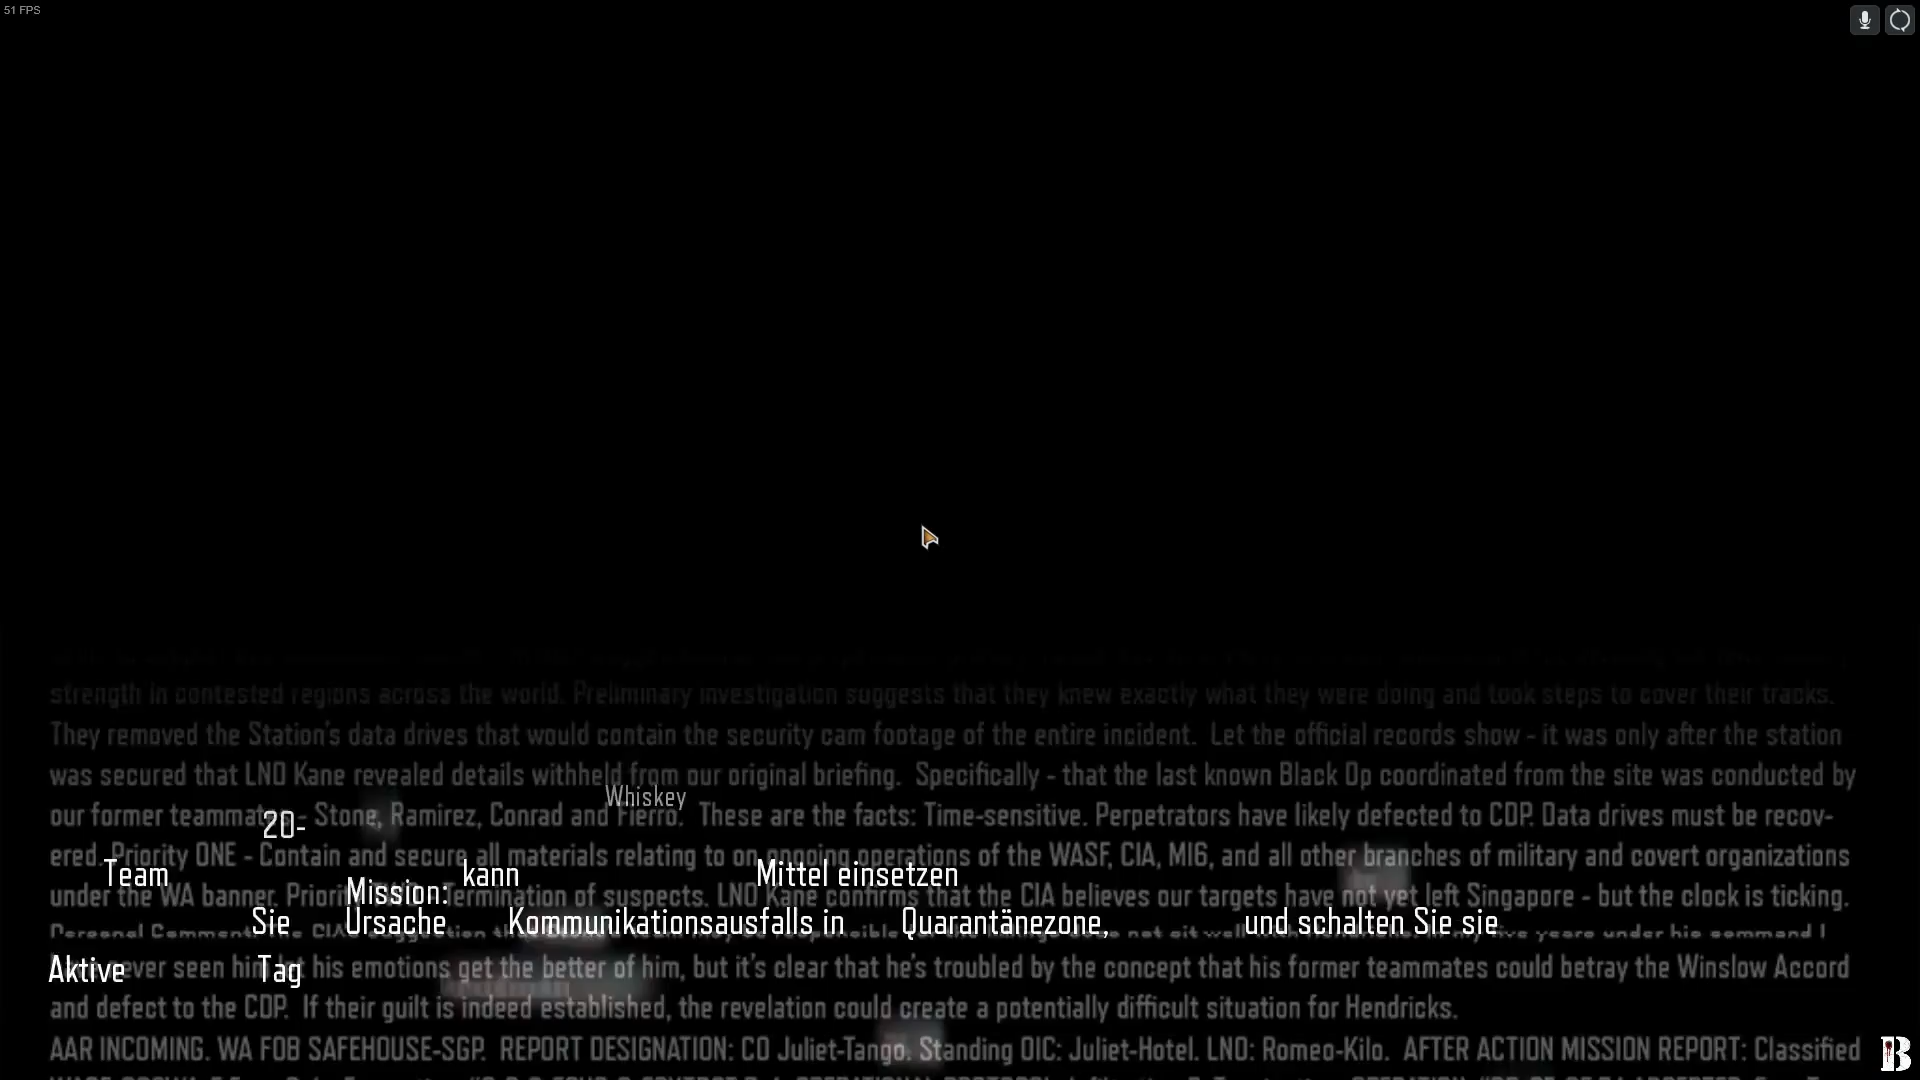 51 FPS
strength in contested regions across the world. Preliminary investigation suggests that they knew exactly what they were doing and took steps to cover their tracks.
They removed the Station's data drives that would contain the security cam footage of the entire incident. Let the official records show - it was only after the station
was secured that LNO Kane revealed details withheld from our original briefing. Specifically - that the last known Black Op coordinated from the site was conducted by
Whiskey
our former teammates - Stone, Ramirez, Conrad and Fierro. These are the facts: Time-sensitive. Perpetrators have likely defected to CDP. Data drives must be recov-
20-
ered. Priority ONE - Contain and secure all materials relating to on ongoing operations of the WASF, CIA, MI6, and all other branches of military and covert organizations
Team kann Mittel einsetzen
under the WA banner. Termination of suspects. LNO Kane confirms that the CIA believes our targets have not yet left Singapore - but the clock is ticking.
Mission:
Sie Ursache Kommunikationsausfalls in Quarantänezone, und schalten Sie sie
never seen him let his emotions get the better of him, but it's clear that he's troubled by the concept that his former teammates could betray the Winslow Accord
Aktive Tag
and defect to the CDP. If their guilt is indeed established, the revelation could create a potentially difficult situation for Hendricks.
AAR INCOMING. WA FOB SAFEHOUSE-SGP. REPORT DESIGNATION: CO Juliet-Tango. Standing OIC: Juliet-Hotel. LNO: Romeo-Kilo. AFTER ACTION MISSION REPORT: Classified
B